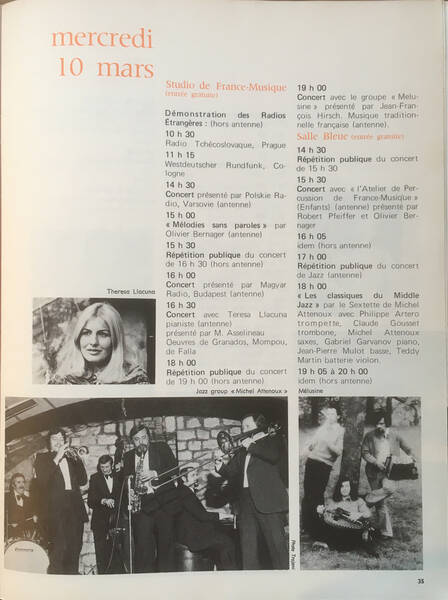 mercredi
10 mars
Studio de France-Musique
(entrée gratuite)
Démonstration des Radios
Étrangères : (hors antenne)
10 h 30
Radio Tchécoslovaque, Prague
11 h 15
Westdeutscher Rundfunk, Co-
logne
14 h 30
Concert présenté par Polskie Ra-
dio, Varsovie (antenne)
15 h 00
« Mélodies sans paroles » par
Olivier Bernager (antenne)
15 h 30
Répétition publique du concert
de 16 h 30 (hors antenne)
16 h 00
Concert présenté par Magyar
Radio, Budapest (antenne)
16 h 30
Concert avec Teresa Llacuna
pianiste (antenne)
présenté par M. Asselineau
Oeuvres de Granados, Mompou,
de Falla
18 h 00
Répétition publique du concert
de 19 h 00 (hors antenne)
19 h 00
Concert avec le groupe « Mélu-
sine » présenté par Jean-Fran-
çois Hirsch. Musique tradition-
nelle française (antenne).
Salle Bleue (entrée gratuite)
14 h 30
Répétition publique du concert
de 15 h 30
15 h 30
Concert avec « l'Atelier de Per-
cussion de France-Musique »
(Enfants) (antenne) présenté par
Robert Pfeiffer et Olivier Ber-
nager
16 h 05
idem (hors antenne)
17 h 00
Répétition publique du concert
de Jazz (antenne)
18 h 00
« Les classiques du Middle
Jazz » par le Sextette de Michel
Attenoux avec Philippe Artero
trompette, Claude Gousset
trombone, Michel Attenoux
saxes, Gabriel Garvanov piano,
Jean-Pierre Mulot basse, Teddy
Martin batterie violon.
19 h 05 à 20 h 00
idem (hors antenne)
Theresa Llacuna
Jazz group « Michel Attenoux »
Mélusine
35